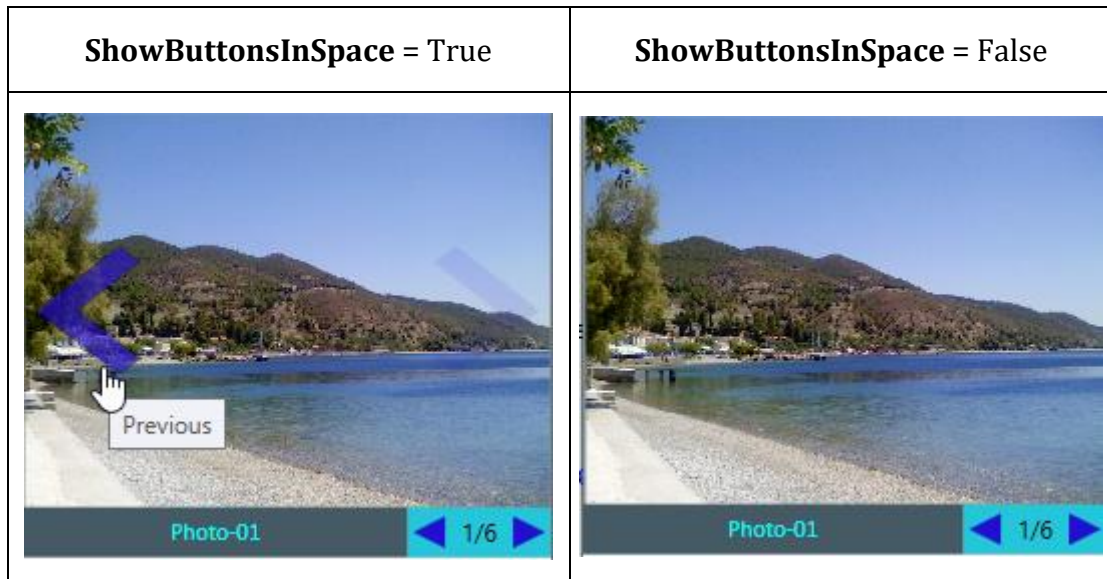 ShowButtonsInSpace = True
ShowButtonsInSpace = False
Previous
Photo-01
1/6
Photo-01
1/6